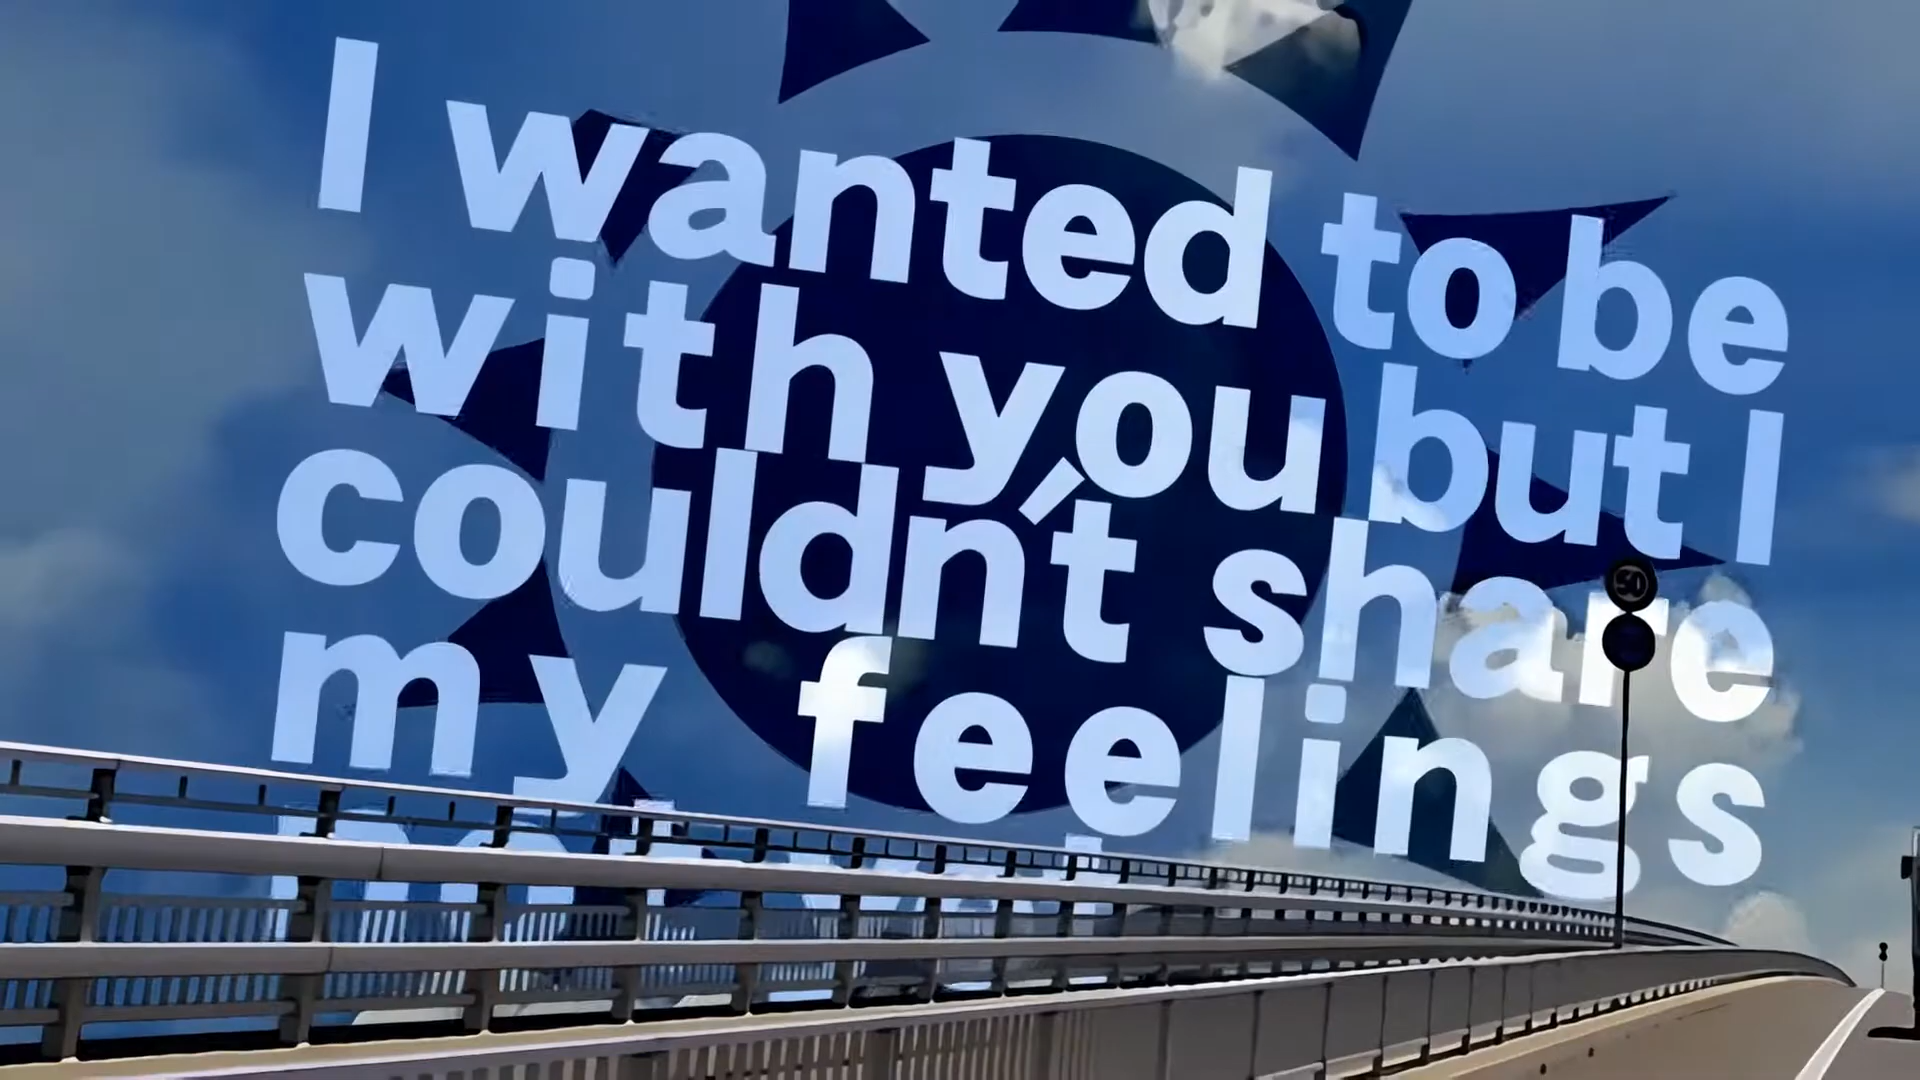 I wanted to be
with you but I
couldn't share
my feelings
50